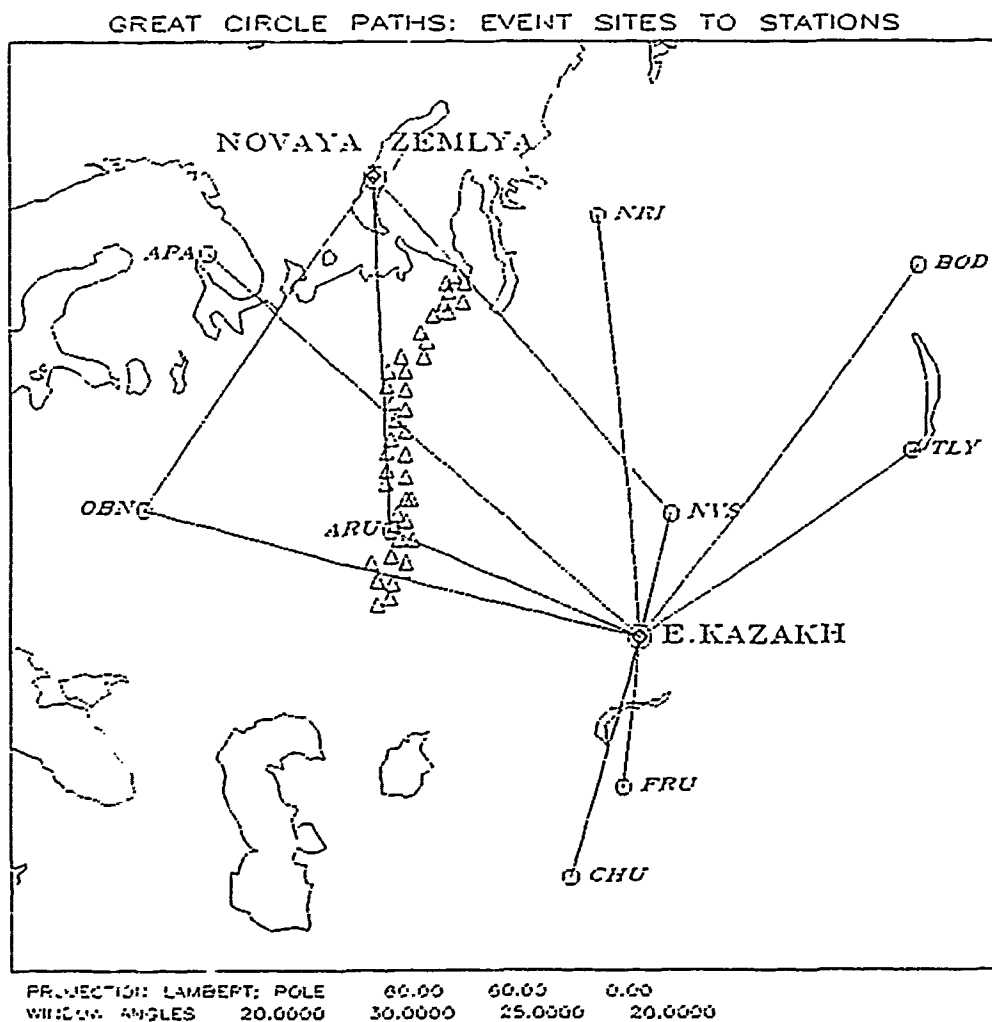 GREAT CIRCLE PATHS: EVENT SITES TO STATIONS
NOVAYA ZEMLYA
NRI
APA
BOD
TLY
OBN
NVS
ARU
E.KAZAKH
FRU
CHU
PROJECTION LAMBERT; POLE 60.00 60.00 0.00
WINDOW ANGLES 20.0000 30.0000 25.0000 20.0000